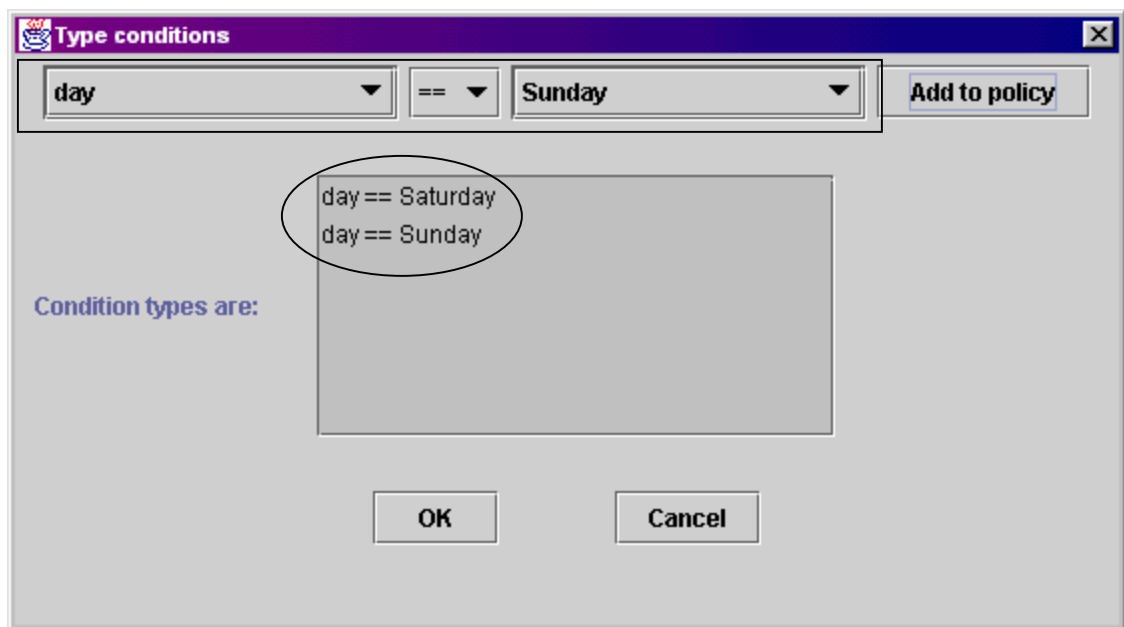 Type conditions
day == Sunday Add to policy
day == Saturday
day == Sunday
Condition types are:
OK Cancel